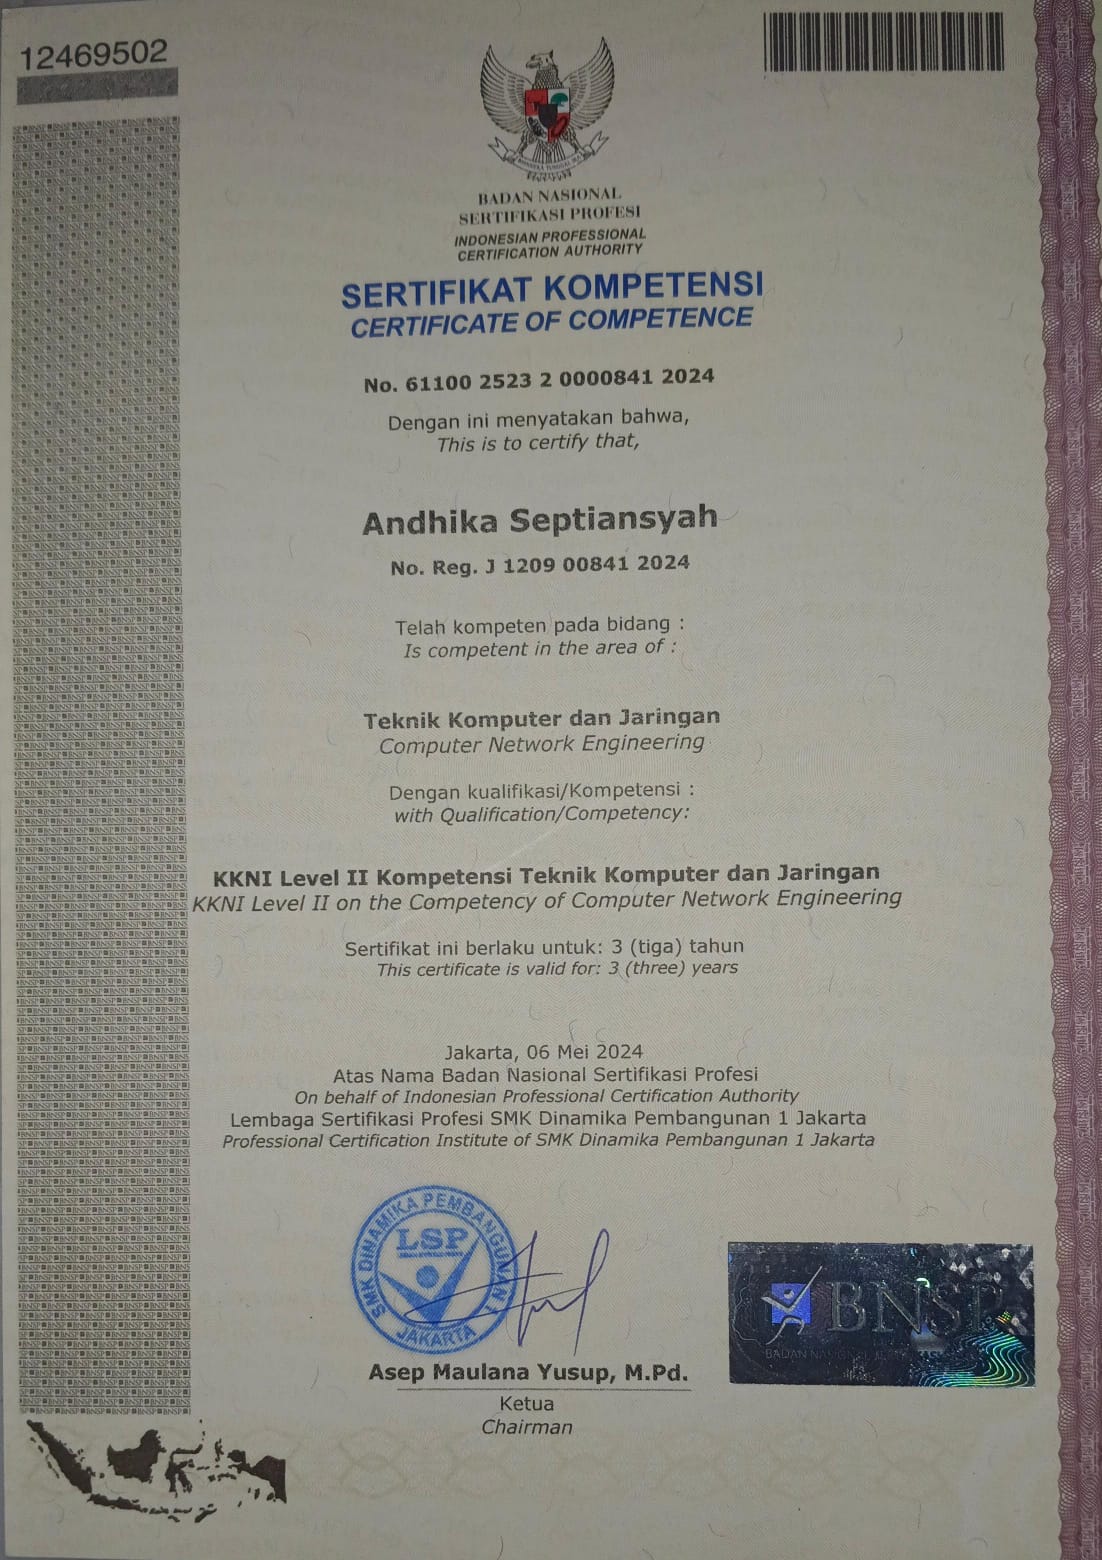 12469502
BADAN NASIONAL
SERTIFIKASI PROFESI
INDONESIAN PROFESSIONAL
CERTIFICATION AUTHORITY
SERTIFIKAT KOMPETENSI
CERTIFICATE OF COMPETENCE
No. 61100 2523 2 0000841 2024
Dengan ini menyatakan bahwa,
This is to certify that,
Andhika Septiansyah
No. Reg. J 1209 00841 2024
Telah kompeten pada bidang :
Is competent in the area of :
Teknik Komputer dan Jaringan
Computer Network Engineering
Dengan kualifikasi/Kompetensi :
with Qualification/Competency:
KKNI Level II Kompetensi Teknik Komputer dan Jaringan
KKNI Level II on the Competency of Computer Network Engineering
Sertifikat ini berlaku untuk: 3 (tiga) tahun
This certificate is valid for: 3 (three) years
Jakarta, 06 Mei 2024
Atas Nama Badan Nasional Sertifikasi Profesi
On behalf of Indonesian Professional Certification Authority
Lembaga Sertifikasi Profesi SMK Dinamika Pembangunan 1 Jakarta
Professional Certification Institute of SMK Dinamika Pembangunan 1 Jakarta
SMK DINAMIKA PEMBANGUNAN 1
LSP
JAKARTA
BNSP
Asep Maulana Yusup, M.Pd.
Ketua
Chairman